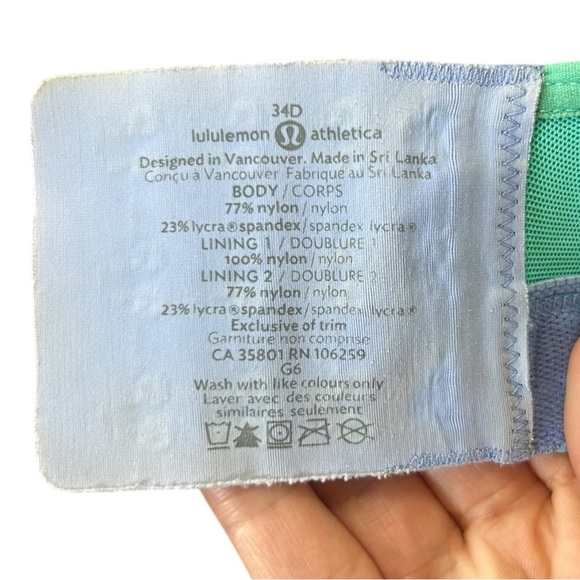 34D
lululemon athletica
Designed in Vancouver. Made in Sri Lanka
Conçu à Vancouver Fabriqué au Sri Lanka
BODY / CORPS
77% nylon / nylon
23% lycra®spandex/spandex lycra®
LINING 1 / DOUBLURE 1
100% nylon / nylon
LINING 2 / DOUBLURE 2
77% nylon / nylon
23% lycra®spandex/spandex lycra®
Exclusive of trim
Garniture non comprise
CA 35801 RN 106259
G6
Wash with like colours only
Laver avec des couleurs
similaires seulement